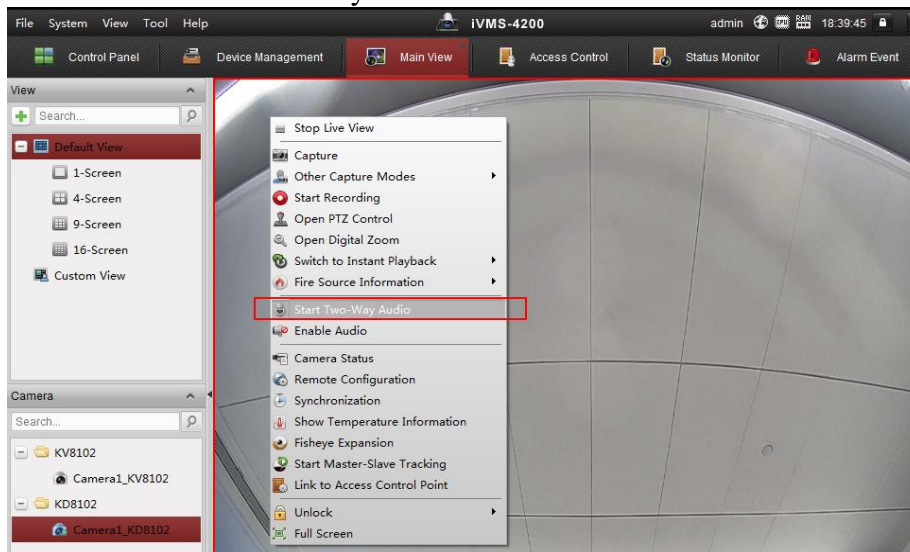 File System View Tool Help iVMS-4200 admin 18:39:45
Control Panel Device Management Main View Access Control Status Monitor Alarm Event
View
Search...
Default View
1-Screen
4-Screen
9-Screen
16-Screen
Custom View
Camera
Search...
KV8102
Camera1_KV8102
KD8102
Camera1_KD8102
Stop Live View
Capture
Other Capture Modes
Start Recording
Open PTZ Control
Open Digital Zoom
Switch to Instant Playback
Fire Source Information
Start Two-Way Audio
Enable Audio
Camera Status
Remote Configuration
Synchronization
Show Temperature Information
Fisheye Expansion
Start Master-Slave Tracking
Link to Access Control Point
Unlock
Full Screen